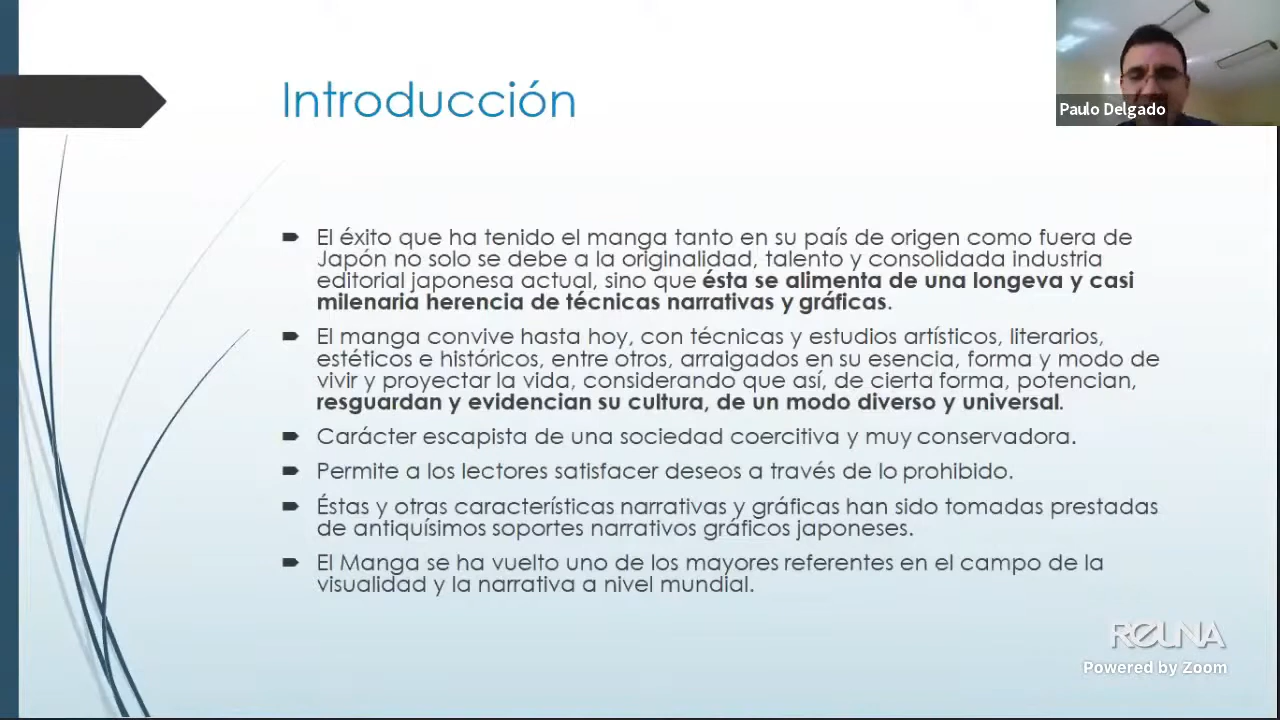 Introducción
Paulo Delgado
El éxito que ha tenido el manga tanto en su país de origen como fuera de
Japón no solo se debe a la originalidad, talento y consolidada industria
editorial japonesa actual, sino que ésta se alimenta de una longeva y casi
milenaria herencia de técnicas narrativas y gráficas.
El manga convive hasta hoy, con técnicas y estudios artísticos, literarios,
estéticos e históricos, entre otros, arraigados en su esencia, forma y modo de
vivir y proyectar la vida, considerando que así, de cierta forma, potencian,
resguardan y evidencian su cultura, de un modo diverso y universal.
Carácter escapista de una sociedad coercitiva y muy conservadora.
Permite a los lectores satisfacer deseos a través de lo prohibido.
Éstas y otras características narrativas y gráficas han sido tomadas prestadas
de antiquísimos soportes narrativos gráficos japoneses.
El Manga se ha vuelto uno de los mayores referentes en el campo de la
visualidad y la narrativa a nivel mundial.
REUNA
Powered by Zoom